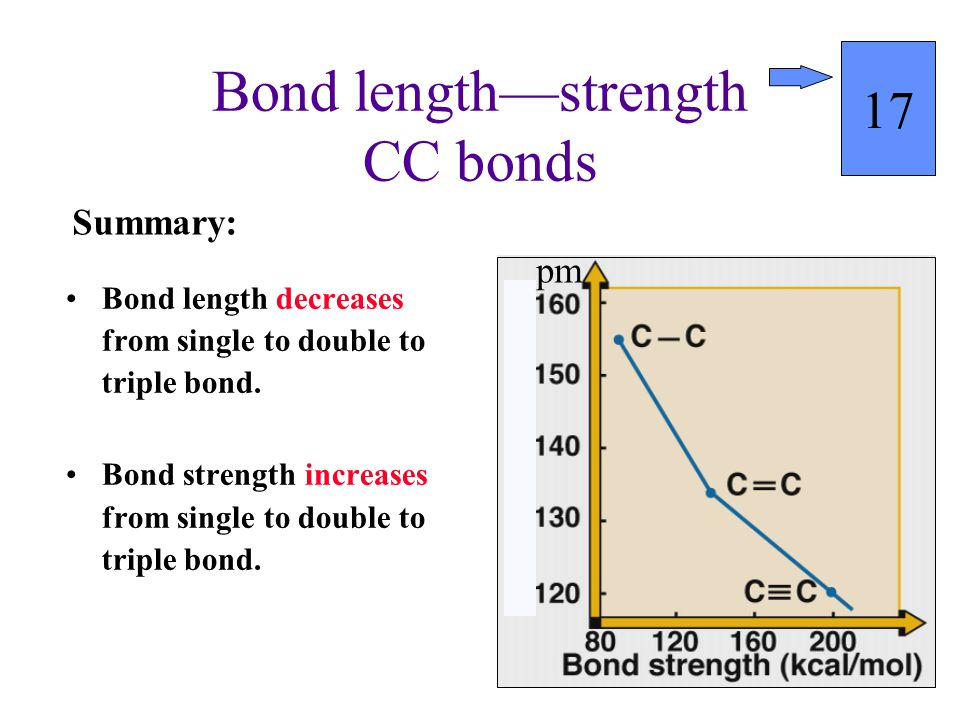 Bond length—strength
CC bonds
17
Summary:
• Bond length decreases
from single to double to
triple bond.
• Bond strength increases
from single to double to
triple bond.
pm
160
150
140
130
120
C–C
C=C
C≡C
80 120 160 200
Bond strength (kcal/mol)